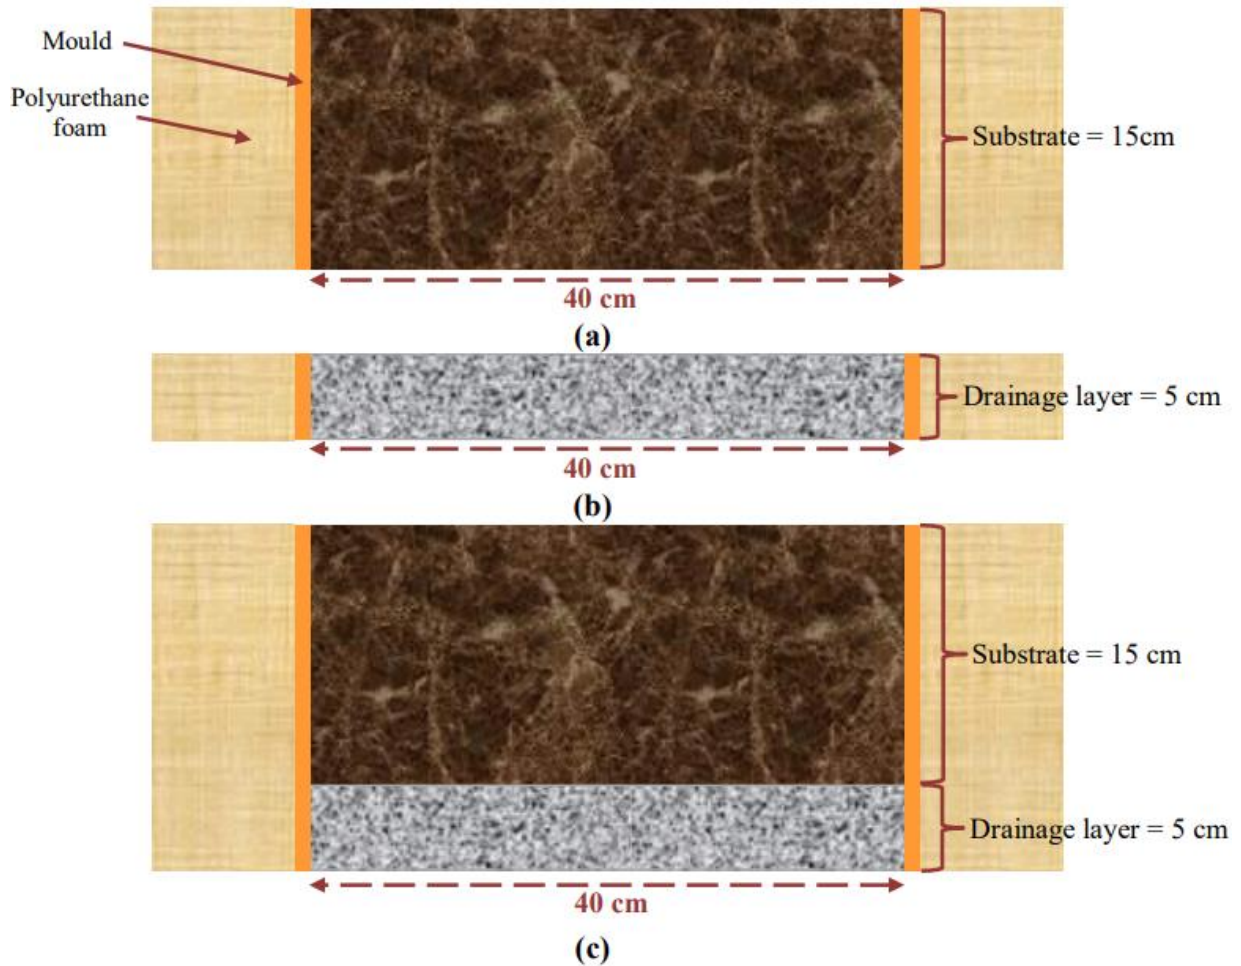 Mould
Polyurethane
foam
Substrate = 15cm
40 cm
(a)
Drainage layer = 5 cm
40 cm
(b)
Substrate = 15 cm
Drainage layer = 5 cm
40 cm
(c)